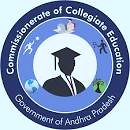 Commissionerate of Collegiate Education
Government of Andhra Pradesh